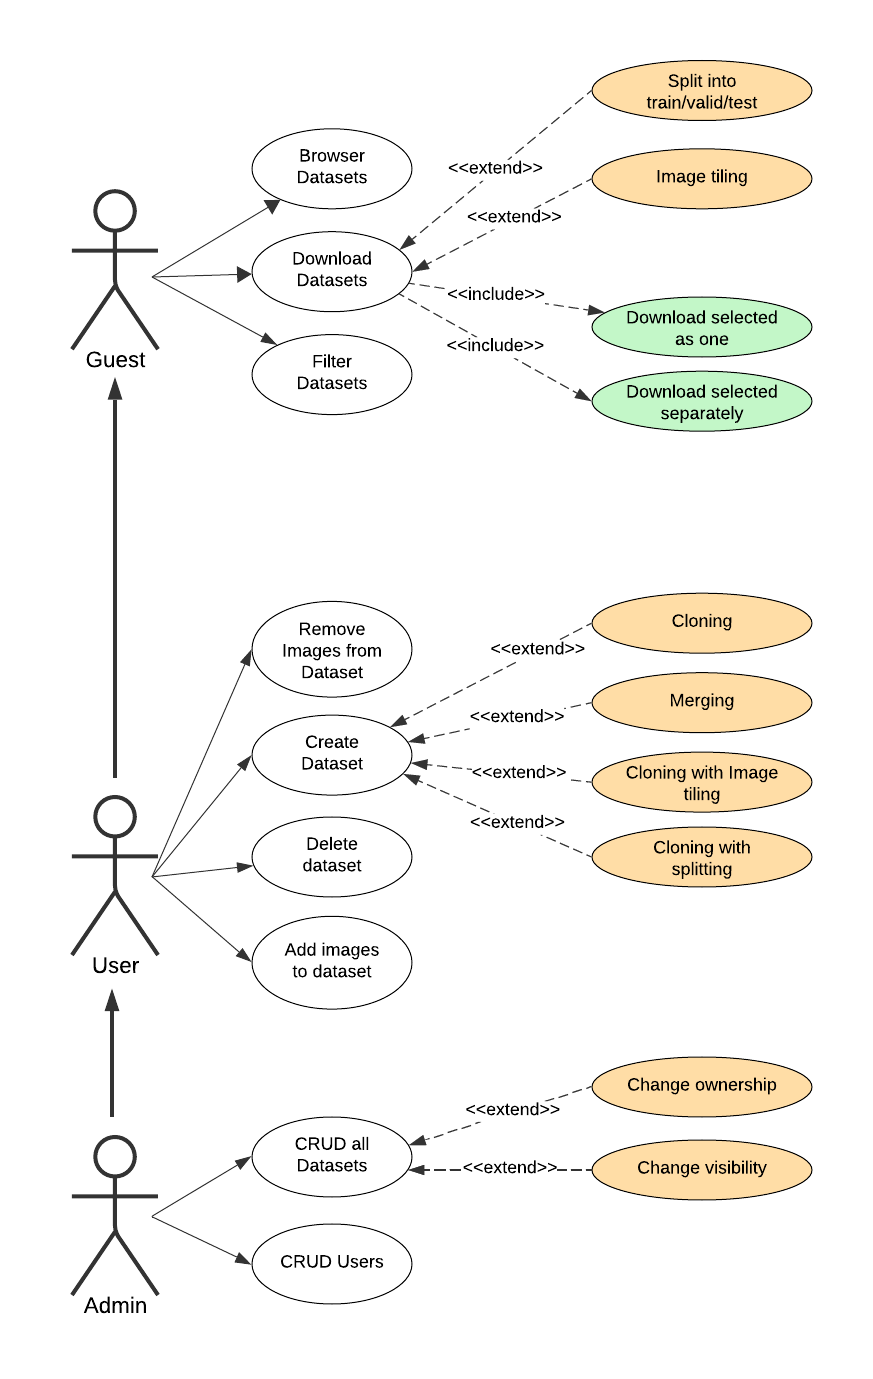 Split into
train/valid/test
Browser
Datasets
<<extend>>
Image tiling
<<extend>>
Download
Datasets
<<include>>
Download selected
as one
<<include>>
Guest
Filter
Datasets
Download selected
separately
Remove
Images from
Dataset
Cloning
<<extend>>
Merging
<<extend>>
Create
Dataset
<<extend>>
Cloning with Image
tiling
<<extend>>
Delete
dataset
Cloning with
splitting
User
Add images
to dataset
Change ownership
<<extend>>
CRUD all
Datasets
<<extend>>
Change visibility
CRUD Users
Admin